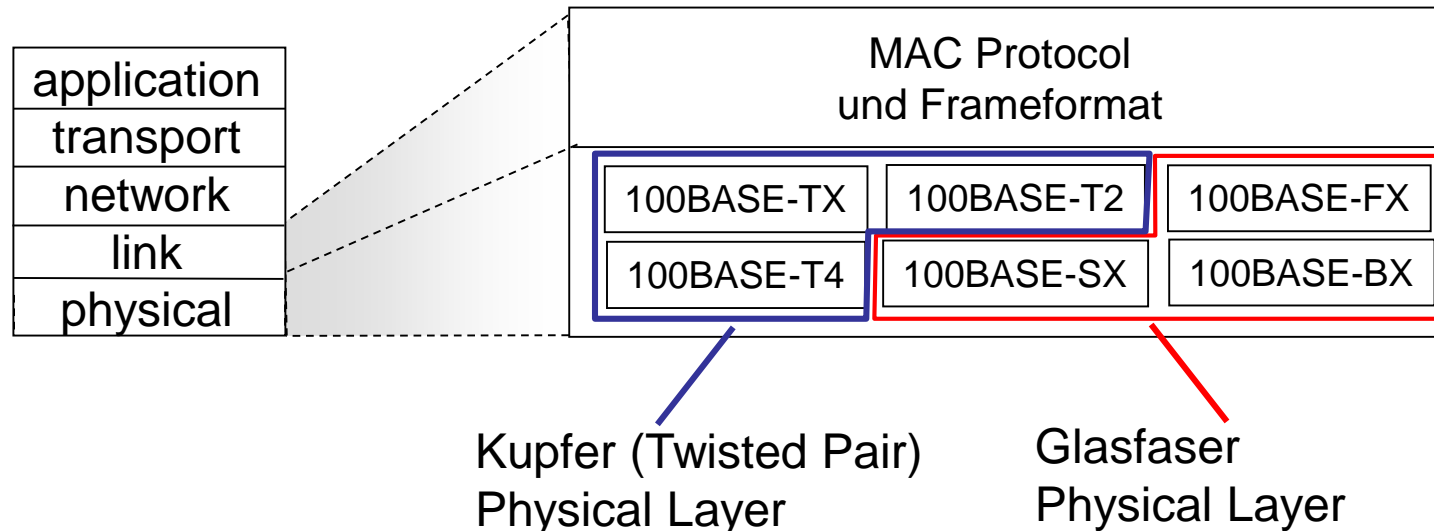 application
transport
network
link
physical
MAC Protocol
und Frameformat
100BASE-TX
100BASE-T2
100BASE-FX
100BASE-T4
100BASE-SX
100BASE-BX
Kupfer (Twisted Pair)
Physical Layer
Glasfaser
Physical Layer